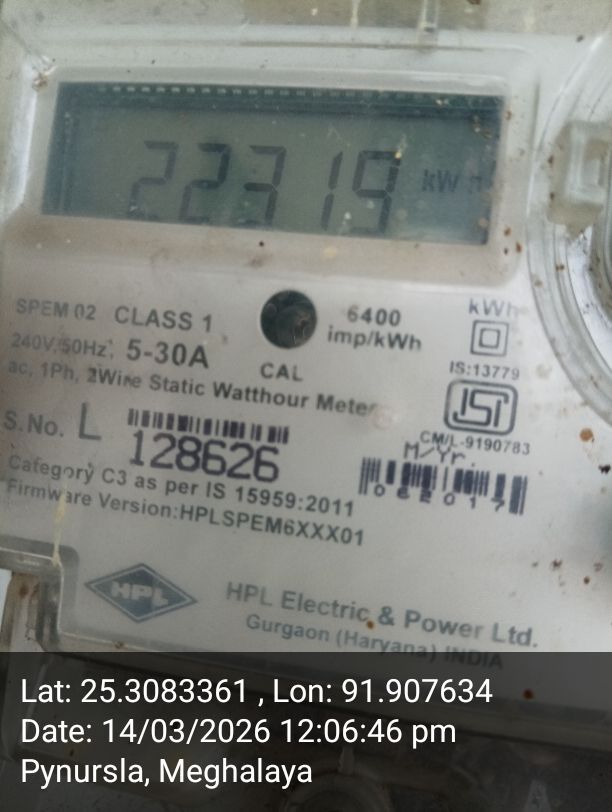 22319 kWh
SPEM 02 CLASS 1
240V, 50Hz, 5-30A
ac, 1Ph, 2Wire Static Watthour Meter
CAL
6400
imp/kWh
kWh
IS:13779
ISI
CM/L-9190783
S.No. L 128626
M/Yr.
062017
Category C3 as per IS 15959:2011
Firmware Version:HPLSPEM6XXX01
HPL
HPL Electric & Power Ltd.
Gurgaon (Haryana) INDIA
Lat: 25.3083361 , Lon: 91.907634
Date: 14/03/2026 12:06:46 pm
Pynursla, Meghalaya